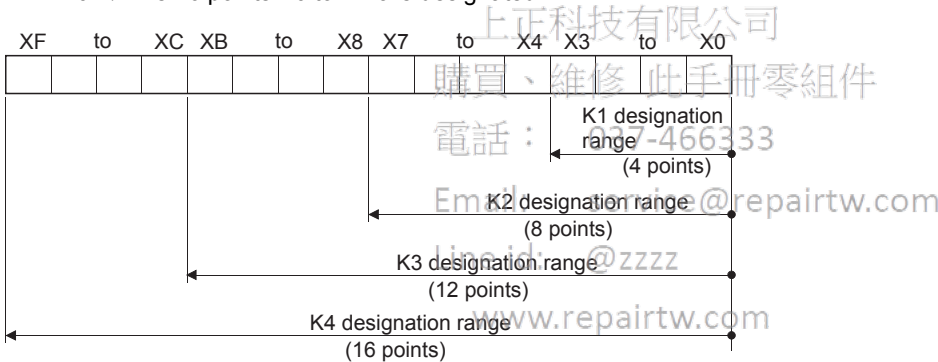 上正科技有限公司
XF to XC XB to X8 X7 to X4 X3 to X0
購買、維修 此手冊零組件
K1 designation
range
電話： 037-466333
(4 points)
Email: service@repairtw.com
K2 designation range
(8 points)
Line id: @zzzz
K3 designation range
(12 points)
www.repairtw.com
K4 designation range
(16 points)